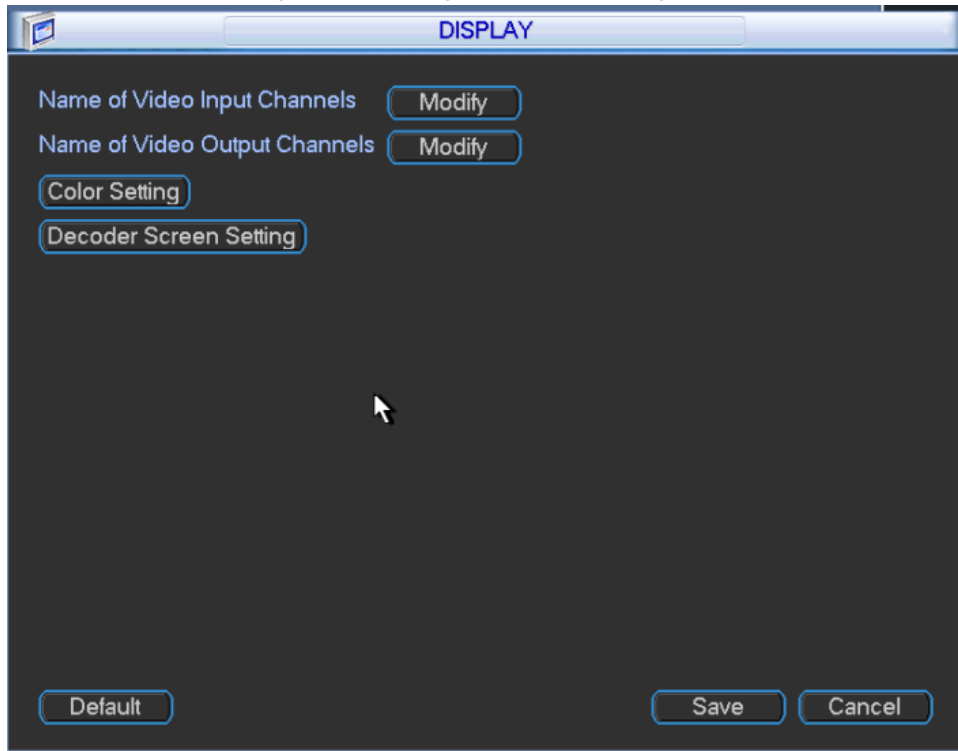 DISPLAY
Name of Video Input Channels Modify
Name of Video Output Channels Modify
Color Setting
Decoder Screen Setting
Default Save Cancel